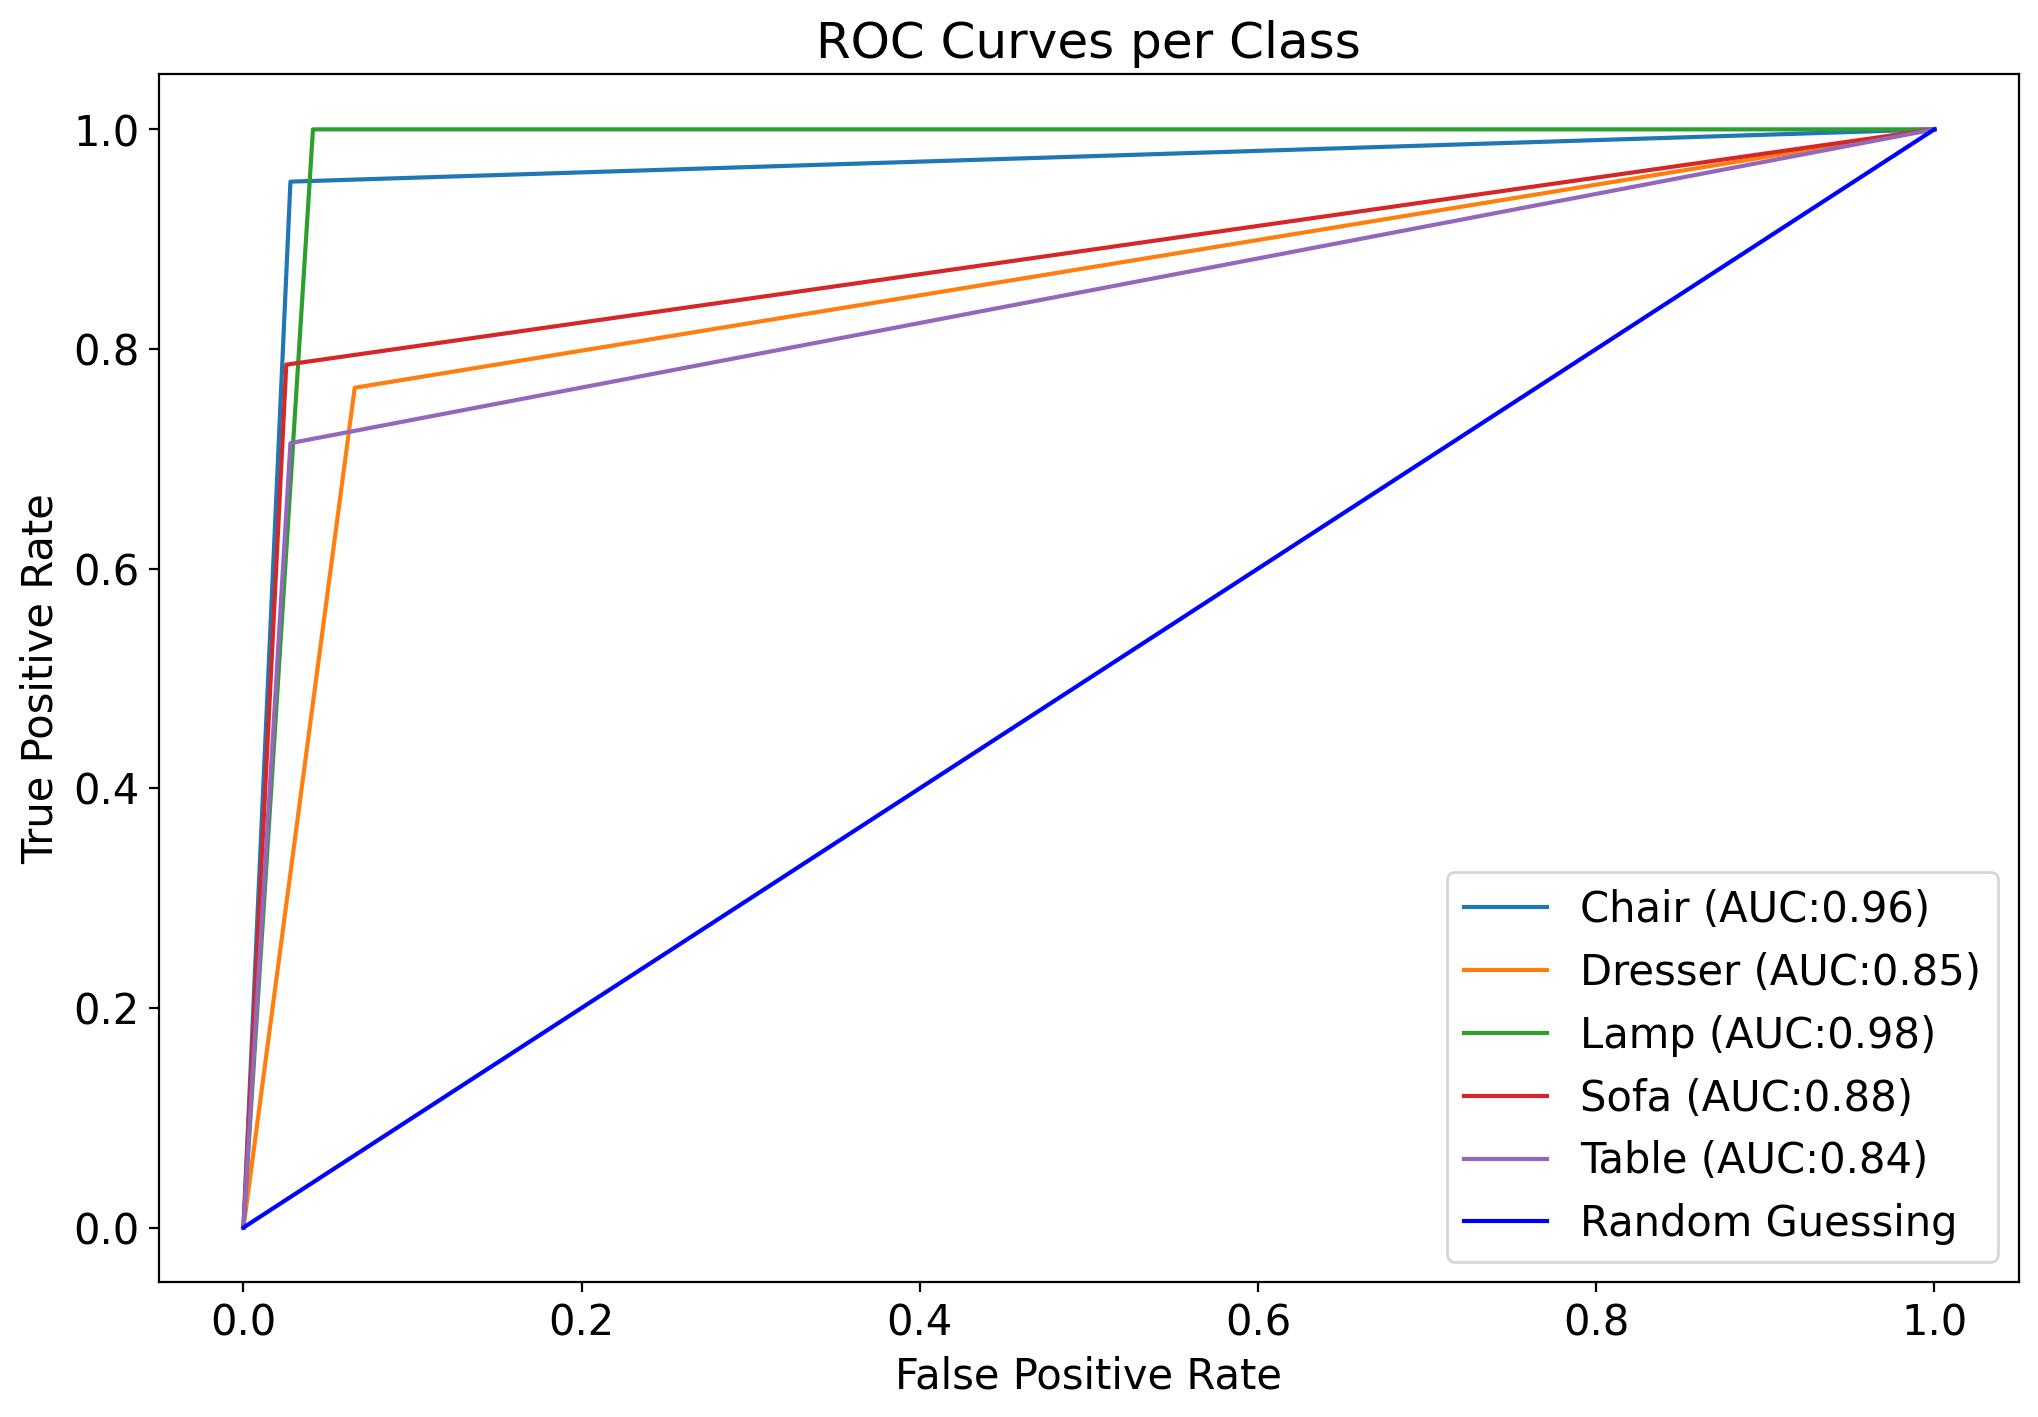 ROC Curves per Class
True Positive Rate
1.0
0.8
0.6
0.4
0.2
0.0
Chair (AUC:0.96)
Dresser (AUC:0.85)
Lamp (AUC:0.98)
Sofa (AUC:0.88)
Table (AUC:0.84)
Random Guessing
0.0 0.2 0.4 0.6 0.8 1.0
False Positive Rate